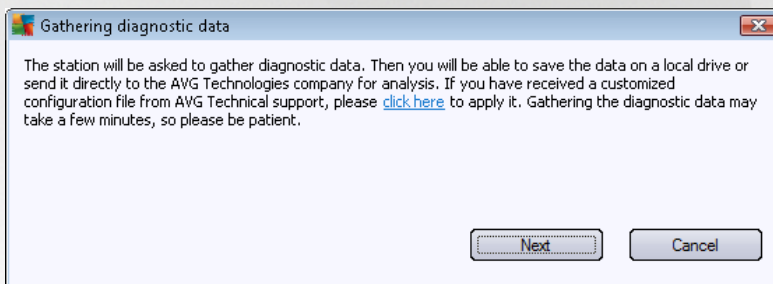 Gathering diagnostic data
The station will be asked to gather diagnostic data. Then you will be able to save the data on a local drive or
send it directly to the AVG Technologies company for analysis. If you have received a customized
configuration file from AVG Technical support, please click here to apply it. Gathering the diagnostic data may
take a few minutes, so please be patient.
Next
Cancel